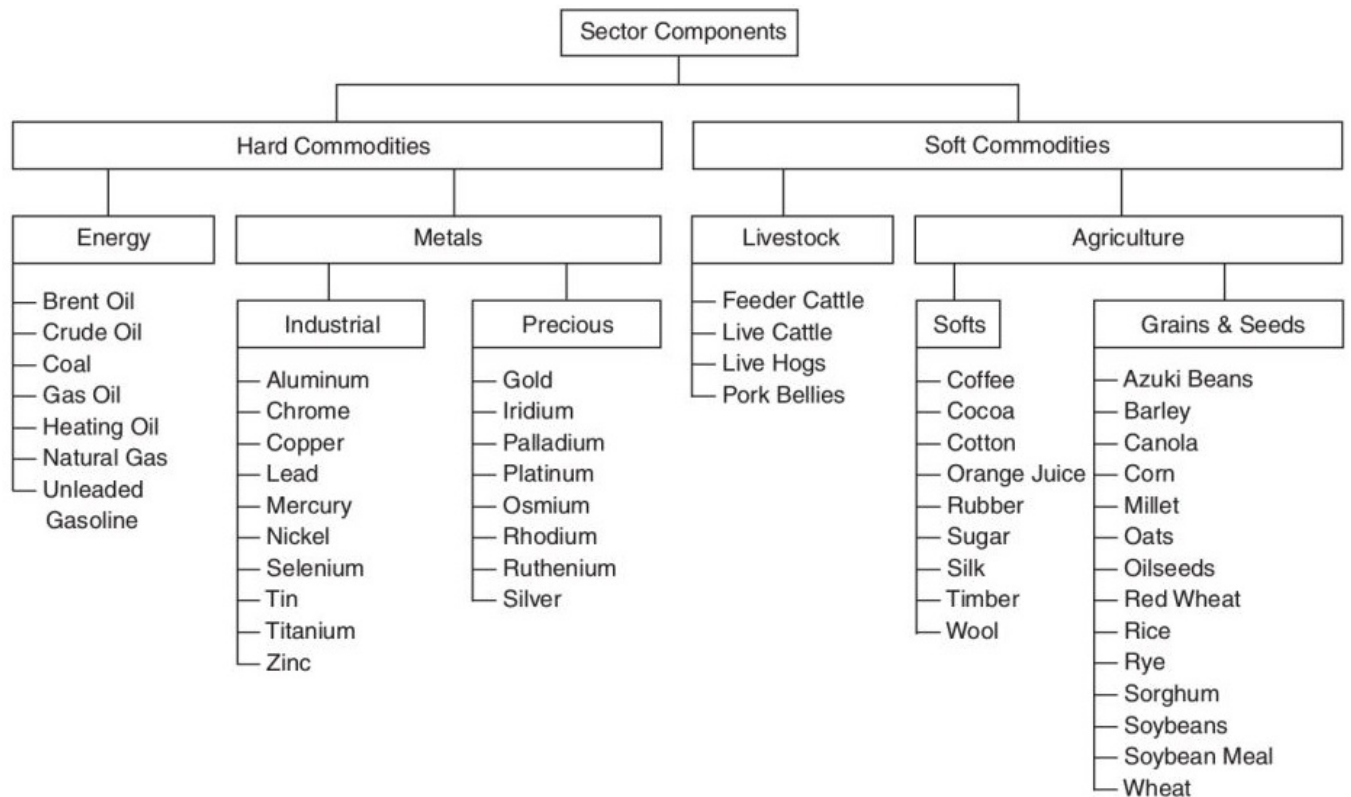 Sector Components
Hard Commodities
Soft Commodities
Energy
Metals
Livestock
Agriculture
Brent Oil
Crude Oil
Coal
Gas Oil
Heating Oil
Natural Gas
Unleaded
Gasoline
Industrial
Aluminum
Chrome
Copper
Lead
Mercury
Nickel
Selenium
Tin
Titanium
Zinc
Precious
Gold
Iridium
Palladium
Platinum
Osmium
Rhodium
Ruthenium
Silver
Feeder Cattle
Live Cattle
Live Hogs
Pork Bellies
Softs
Coffee
Cocoa
Cotton
Orange Juice
Rubber
Sugar
Silk
Timber
Wool
Grains & Seeds
Azuki Beans
Barley
Canola
Corn
Millet
Oats
Oilseeds
Red Wheat
Rice
Rye
Sorghum
Soybeans
Soybean Meal
Wheat